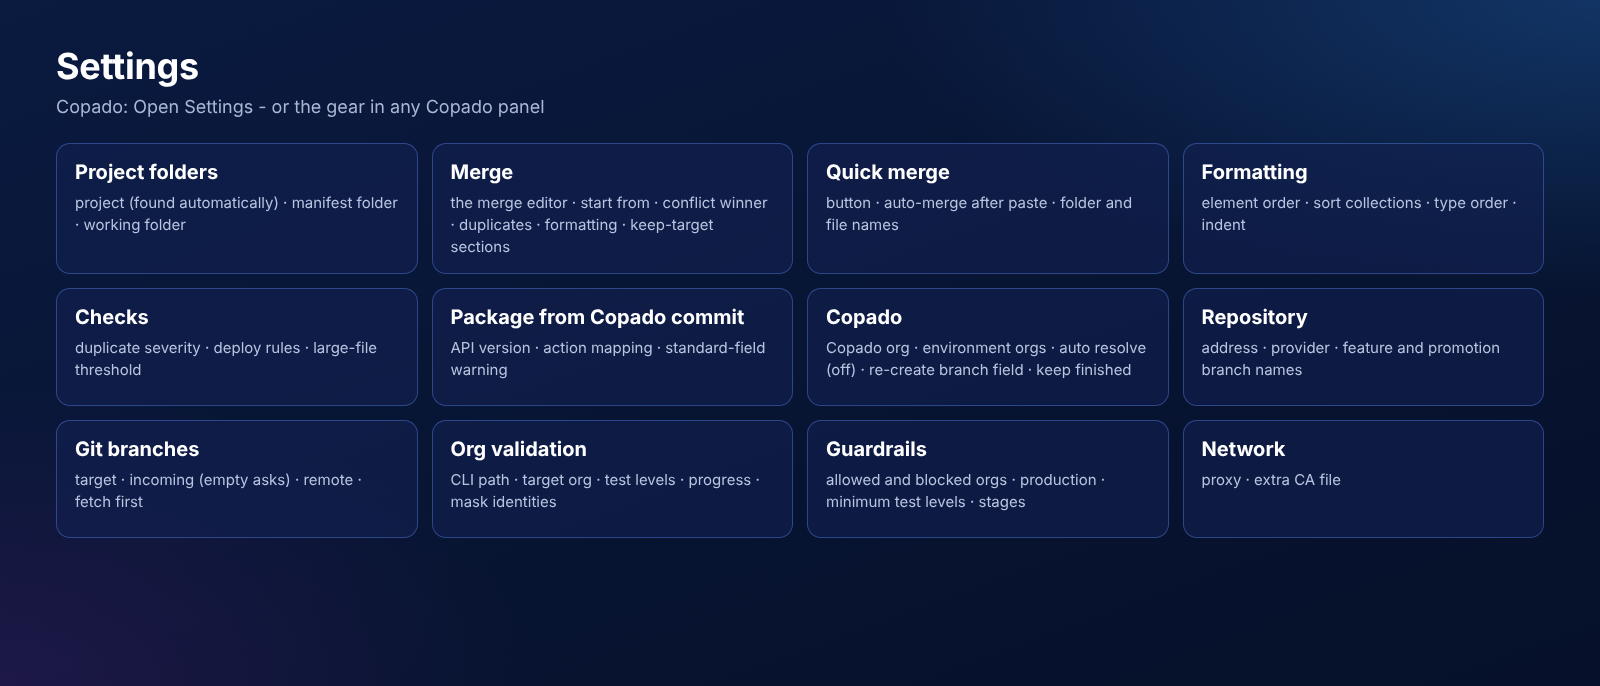 Settings
Copado: Open Settings - or the gear in any Copado panel
Project folders
project (found automatically) · manifest folder
· working folder
Merge
the merge editor · start from · conflict winner
· duplicates · formatting · keep-target
sections
Quick merge
button · auto-merge after paste · folder and
file names
Formatting
element order · sort collections · type order ·
indent
Checks
duplicate severity · deploy rules · large-file
threshold
Package from Copado commit
API version · action mapping · standard-field
warning
Copado
Copado org · environment orgs · auto resolve
(off) · re-create branch field · keep finished
Repository
address · provider · feature and promotion
branch names
Git branches
target · incoming (empty asks) · remote ·
fetch first
Org validation
CLI path · target org · test levels · progress ·
mask identities
Guardrails
allowed and blocked orgs · production ·
minimum test levels · stages
Network
proxy · extra CA file